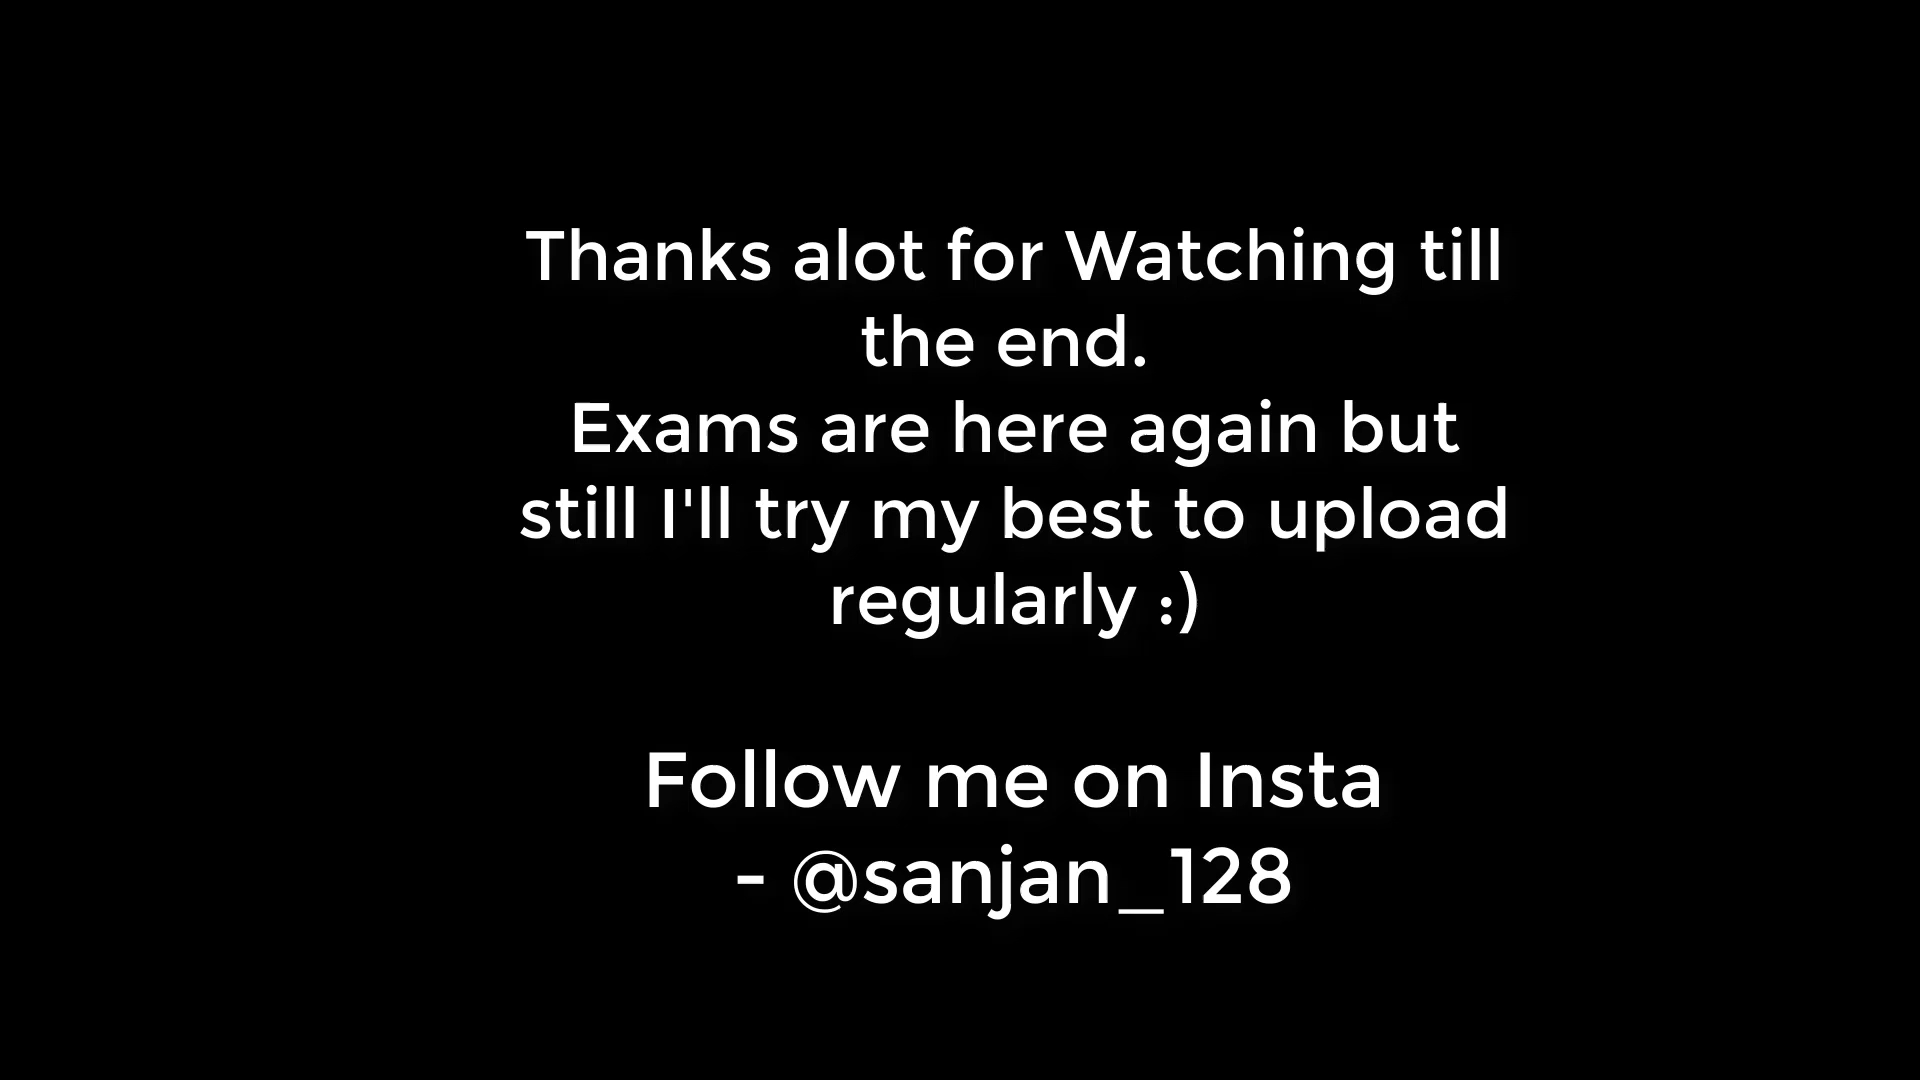 Thanks alot for Watching till
the end.
Exams are here again but
still I'll try my best to upload
regularly :)
Follow me on Insta
- @sanjan_128